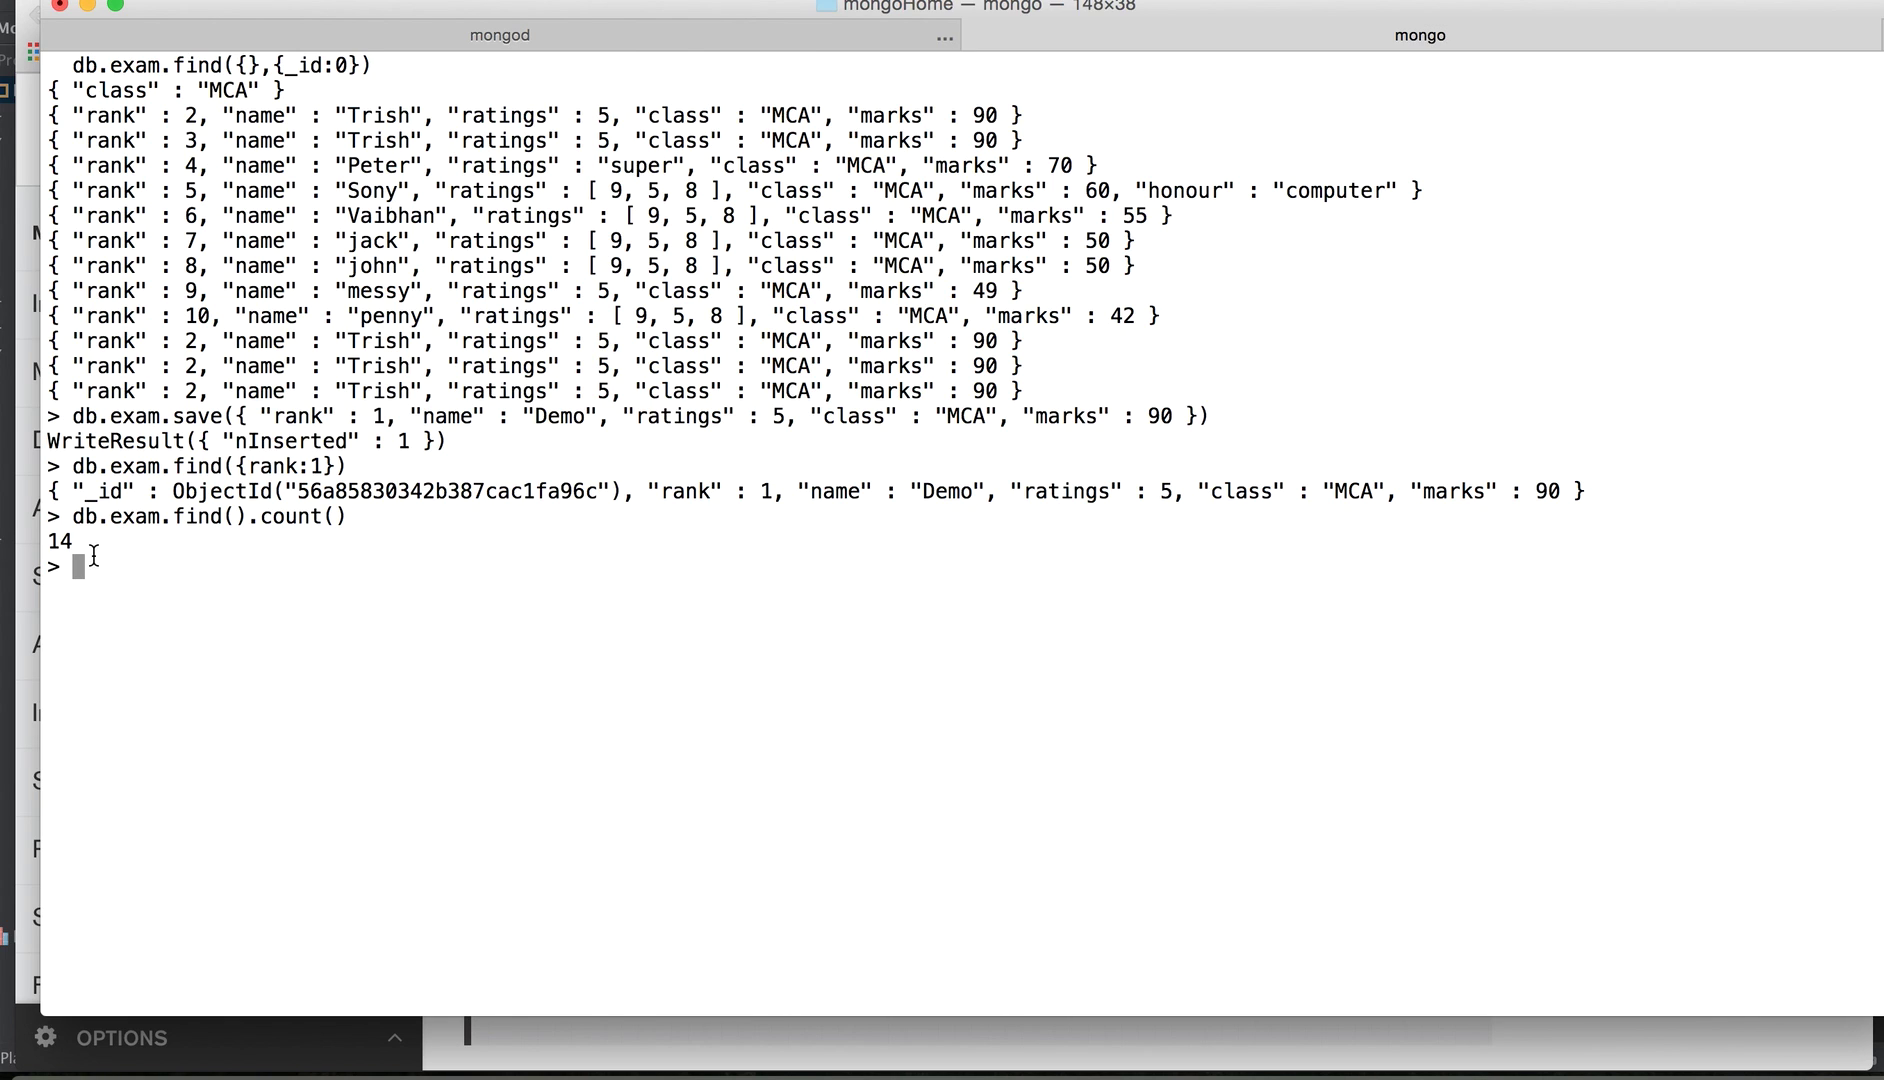 mongoHome — mongo — 148×38
mongod
...
mongo
db.exam.find({},{_id:0})
{ "class" : "MCA" }
{ "rank" : 2, "name" : "Trish", "ratings" : 5, "class" : "MCA", "marks" : 90 }
{ "rank" : 3, "name" : "Trish", "ratings" : 5, "class" : "MCA", "marks" : 90 }
{ "rank" : 4, "name" : "Peter", "ratings" : "super", "class" : "MCA", "marks" : 70 }
{ "rank" : 5, "name" : "Sony", "ratings" : [ 9, 5, 8 ], "class" : "MCA", "marks" : 60, "honour" : "computer" }
{ "rank" : 6, "name" : "Vaibhan", "ratings" : [ 9, 5, 8 ], "class" : "MCA", "marks" : 55 }
{ "rank" : 7, "name" : "jack", "ratings" : [ 9, 5, 8 ], "class" : "MCA", "marks" : 50 }
{ "rank" : 8, "name" : "john", "ratings" : [ 9, 5, 8 ], "class" : "MCA", "marks" : 50 }
{ "rank" : 9, "name" : "messy", "ratings" : 5, "class" : "MCA", "marks" : 49 }
{ "rank" : 10, "name" : "penny", "ratings" : [ 9, 5, 8 ], "class" : "MCA", "marks" : 42 }
{ "rank" : 2, "name" : "Trish", "ratings" : 5, "class" : "MCA", "marks" : 90 }
{ "rank" : 2, "name" : "Trish", "ratings" : 5, "class" : "MCA", "marks" : 90 }
{ "rank" : 2, "name" : "Trish", "ratings" : 5, "class" : "MCA", "marks" : 90 }
> db.exam.save({ "rank" : 1, "name" : "Demo", "ratings" : 5, "class" : "MCA", "marks" : 90 })
WriteResult({ "nInserted" : 1 })
> db.exam.find({rank:1})
{ "_id" : ObjectId("56a85830342b387cac1fa96c"), "rank" : 1, "name" : "Demo", "ratings" : 5, "class" : "MCA", "marks" : 90 }
> db.exam.find().count()
14
>
OPTIONS